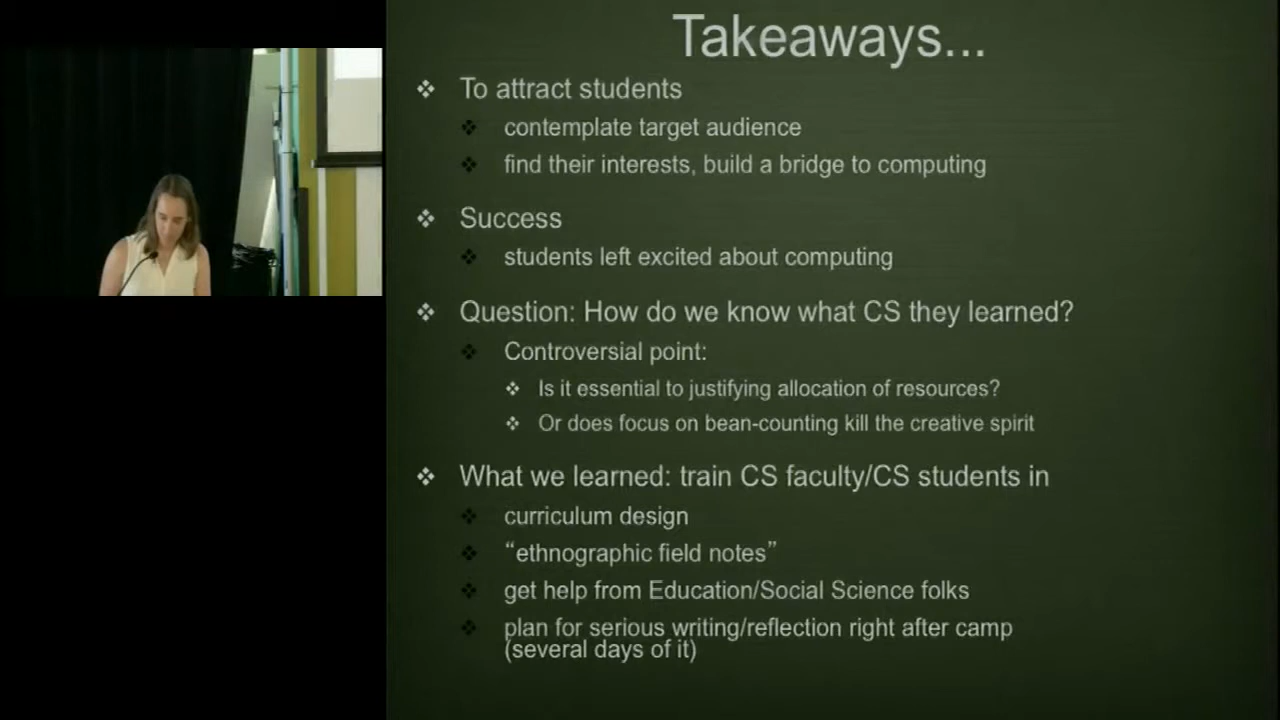 Takeaways...
To attract students
contemplate target audience
find their interests, build a bridge to computing
Success
students left excited about computing
Question: How do we know what CS they learned?
Controversial point:
Is it essential to justifying allocation of resources?
Or does focus on bean-counting kill the creative spirit
What we learned: train CS faculty/CS students in
curriculum design
“ethnographic field notes”
get help from Education/Social Science folks
plan for serious writing/reflection right after camp
(several days of it)